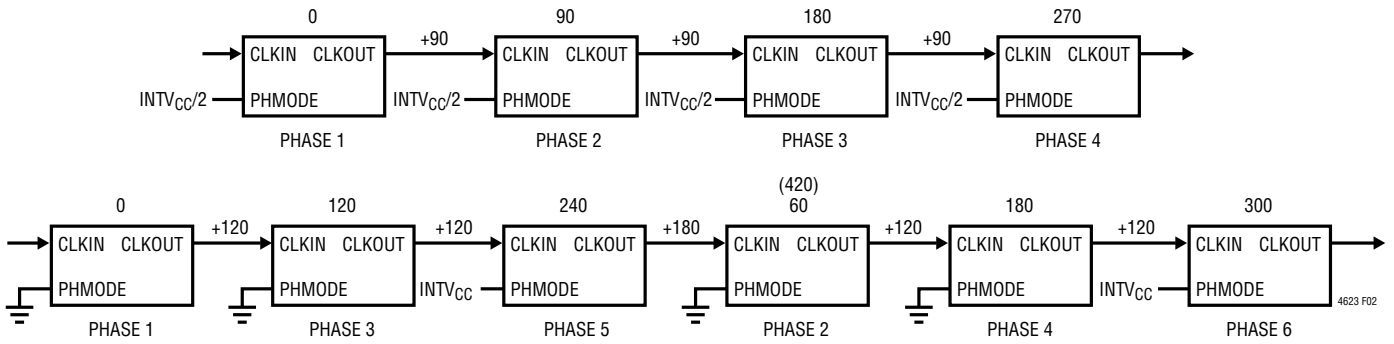 0 90 180 270
+90 +90 +90
CLKIN CLKOUT CLKIN CLKOUT CLKIN CLKOUT CLKIN CLKOUT
INTVCC/2 PHMODE INTVCC/2 PHMODE INTVCC/2 PHMODE INTVCC/2 PHMODE
PHASE 1 PHASE 2 PHASE 3 PHASE 4
(420)
0 120 240 60 180 300
+120 +120 +180 +120 +120
CLKIN CLKOUT CLKIN CLKOUT CLKIN CLKOUT CLKIN CLKOUT CLKIN CLKOUT CLKIN CLKOUT
PHMODE PHMODE INTVCC PHMODE PHMODE PHMODE INTVCC PHMODE
4623 F02
PHASE 1 PHASE 3 PHASE 5 PHASE 2 PHASE 4 PHASE 6